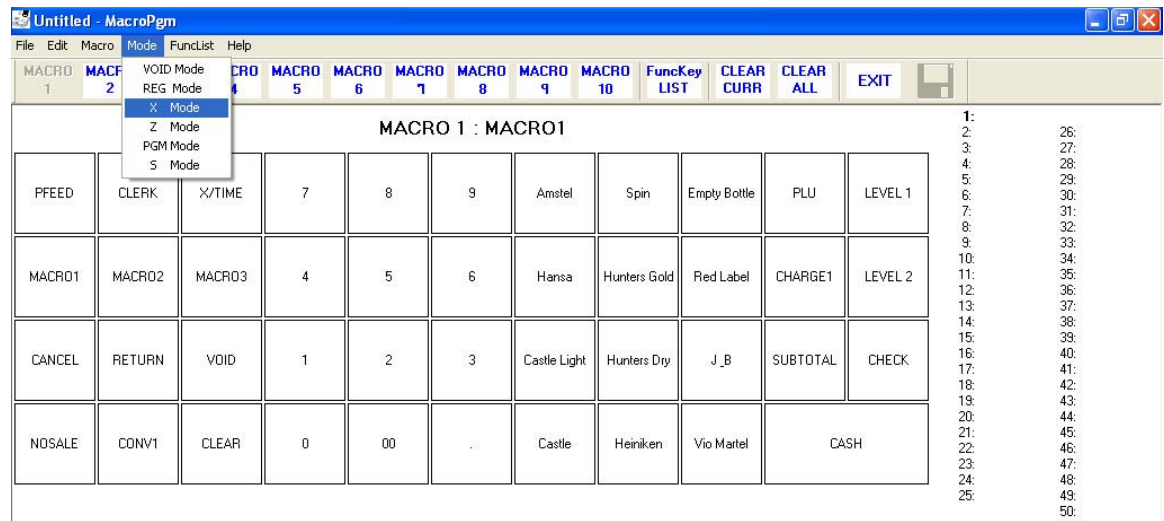 Untitled - MacroPgm
File Edit Macro Mode FuncList Help
MACRO 1
MACR 2
CRO 4
MACRO 5
MACRO 6
MACRO 7
MACRO 8
MACRO 9
MACRO 10
FuncKey LIST
CLEAR CURR
CLEAR ALL
EXIT
VOID Mode
REG Mode
X Mode
Z Mode
PGM Mode
S Mode
MACRO 1 : MACRO1
PFEED CLERK X/TIME 7 8 9 Amstel Spin Empty Bottle PLU LEVEL 1
MACRO1 MACRO2 MACRO3 4 5 6 Hansa Hunters Gold Red Label CHARGE1 LEVEL 2
CANCEL RETURN VOID 1 2 3 Castle Light Hunters Dry J_B SUBTOTAL CHECK
NOSALE CONV1 CLEAR 0 00 . Castle Heiniken Vio Martel CASH
1:
2:
3:
4:
5:
6:
7:
8:
9:
10:
11:
12:
13:
14:
15:
16:
17:
18:
19:
20:
21:
22:
23:
24:
25:
26:
27:
28:
29:
30:
31:
32:
33:
34:
35:
36:
37:
38:
39:
40:
41:
42:
43:
44:
45:
46:
47:
48:
49:
50: